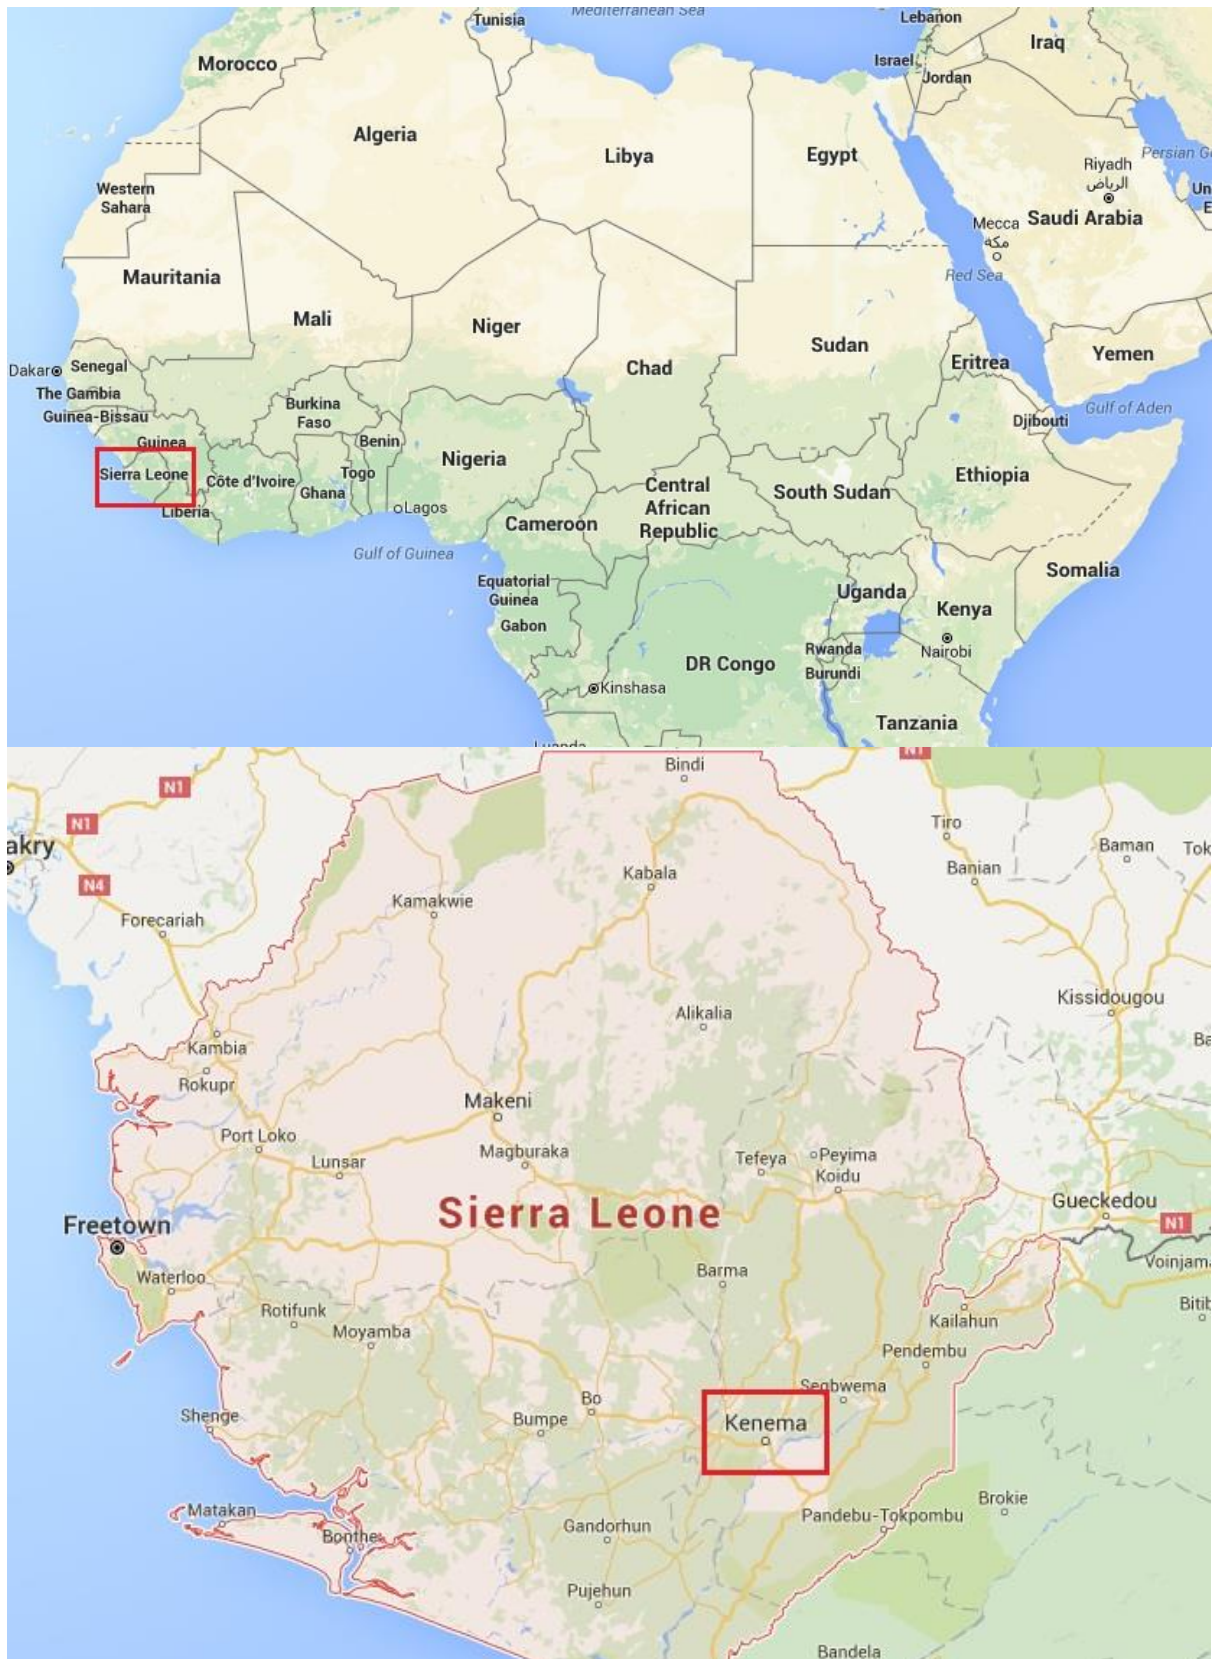 Mediterranean Sea
Tunisia
Lebanon
Iraq
Morocco
Israel
Jordan
Algeria
Libya
Egypt
Persian G
Riyadh
الرياض
Western
Sahara
Un
E
Saudi Arabia
Mecca
مكة
Red Sea
Mauritania
Mali
Niger
Chad
Sudan
Eritrea
Yemen
Dakar
Senegal
The Gambia
Guinea-Bissau
Burkina
Faso
Djibouti
Gulf of Aden
Guinea
Benin
Nigeria
Sierra Leone
Côte d'Ivoire
Togo
Ghana
Central
African
Republic
South Sudan
Ethiopia
Liberia
Lagos
Cameroon
Gulf of Guinea
Somalia
Equatorial
Guinea
Uganda
Kenya
Gabon
Rwanda
Nairobi
DR Congo
Burundi
Kinshasa
Tanzania
Luanda
N1
Bindi
N1
N1
Tiro
akry
Baman
Tok
Kabala
Banian
N4
Kamakwie
Forecariah
Kissidougou
Alikalia
Ba
Kambia
Rokupr
Makeni
Port Loko
Magburaka
Lunsar
Tefeya
Peyima
Koidu
Gueckedou
Sierra Leone
Freetown
N1
Voinjam
Waterloo
Barma
Rotifunk
Bitib
Kailahun
Moyamba
Pendembu
Segbwema
Bo
Shenge
Bumpe
Kenema
Brokie
Matakan
Pandebu-Tokpombu
Gandorhun
Bonthe
Pujehun
Bandela